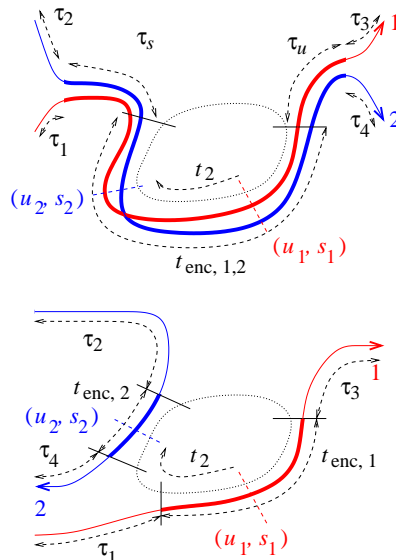 τ2
τs
τu
τ3
1
τ1
τ4
2
t2
(u2, s2)
(u1, s1)
tenc,1,2
τ2
1
tenc, 2
τ3
(u2, s2)
τ4
t2
tenc, 1
2
(u1, s1)
τ1